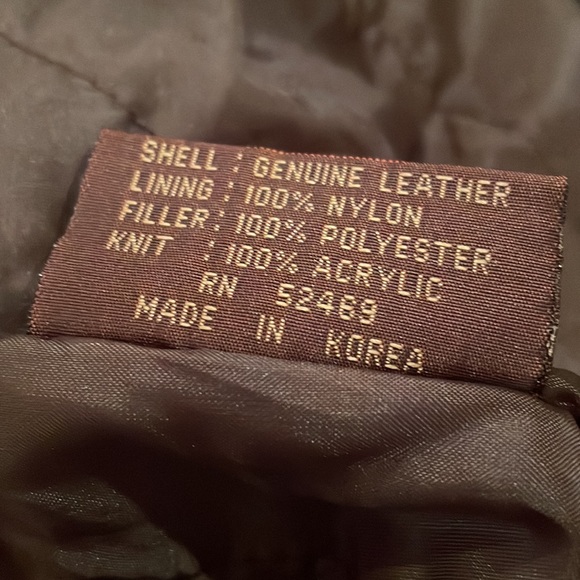 SHELL : GENUINE LEATHER
LINING : 100% NYLON
FILLER: 100% POLYESTER
KNIT : 100% ACRYLIC
RN 52469
MADE IN KOREA